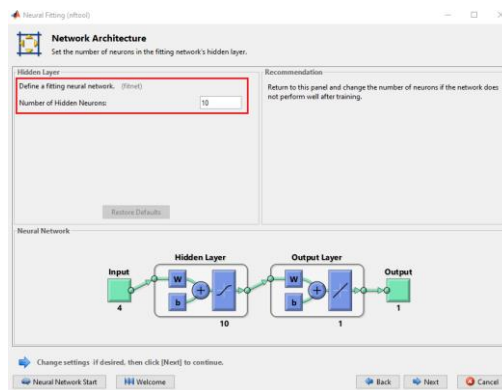 Neural Fitting (nftool)
Network Architecture
Set the number of neurons in the fitting network's hidden layer.
Hidden Layer
Define a fitting neural network. (fitnet)
Number of Hidden Neurons: 10
Restore Defaults
Recommendation
Return to this panel and change the number of neurons if the network does
not perform well after training.
Neural Network
Hidden Layer
Output Layer
Input
Output
W
b
W
b
4
10
1
1
Change settings if desired, then click [Next] to continue.
Neural Network Start
Welcome
Back
Next
Cancel